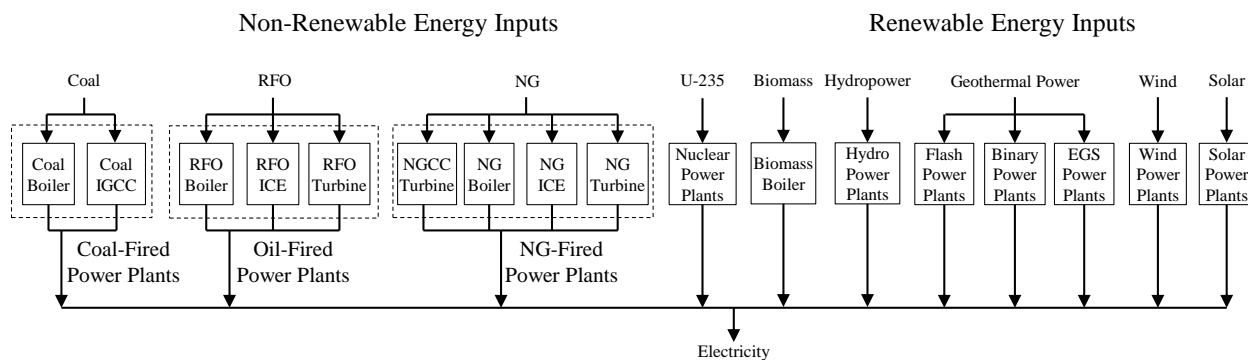 Non-Renewable Energy Inputs
Renewable Energy Inputs
Coal
RFO
NG
U-235
Biomass
Hydropower
Geothermal Power
Wind
Solar
Coal
Boiler
Coal
IGCC
RFO
Boiler
RFO
ICE
RFO
Turbine
NGCC
Turbine
NG
Boiler
NG
ICE
NG
Turbine
Nuclear
Power
Plants
Biomass
Boiler
Hydro
Power
Plants
Flash
Power
Plants
Binary
Power
Plants
EGS
Power
Plants
Wind
Power
Plants
Solar
Power
Plants
Coal-Fired
Power Plants
Oil-Fired
Power Plants
NG-Fired
Power Plants
Electricity